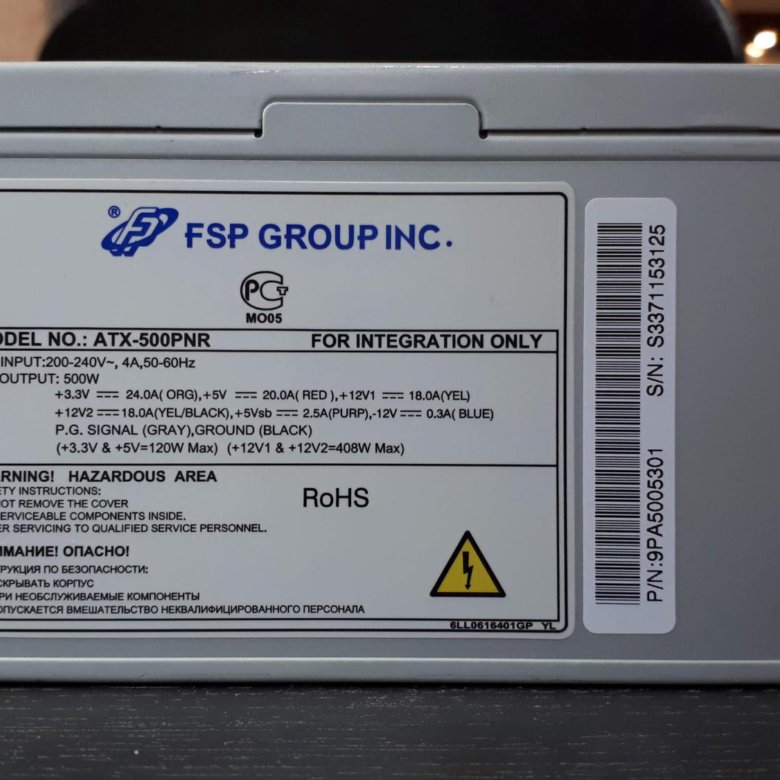 ® FSP GROUP INC.
PCT
MO05
ODEL NO.: ATX-500PNR FOR INTEGRATION ONLY
INPUT:200-240V~, 4A,50-60Hz
OUTPUT: 500W
+3.3V ⎓ 24.0A( ORG),+5V ⎓ 20.0A( RED ),+12V1 ⎓ 18.0A(YEL)
+12V2 ⎓ 18.0A(YEL/BLACK),+5Vsb ⎓ 2.5A(PURP),-12V ⎓ 0.3A( BLUE)
P.G. SIGNAL (GRAY),GROUND (BLACK)
(+3.3V & +5V=120W Max) (+12V1 & +12V2=408W Max)
ARNING! HAZARDOUS AREA
ETY INSTRUCTIONS:
NOT REMOVE THE COVER
ERVICEABLE COMPONENTS INSIDE.
ER SERVICING TO QUALIFIED SERVICE PERSONNEL.
RoHS
ИМАНИЕ! ОПАСНО!
ТРУКЦИЯ ПО БЕЗОПАСНОСТИ:
СКРЫВАТЬ КОРПУС
РИ НЕОБСЛУЖИВАЕМЫЕ КОМПОНЕНТЫ
ОПУСКАЕТСЯ ВМЕШАТЕЛЬСТВО НЕКВАЛИФИЦИРОВАННОГО ПЕРСОНАЛА
6LL0616401GP YL
P/N:9PA5005301 S/N: S3371153125